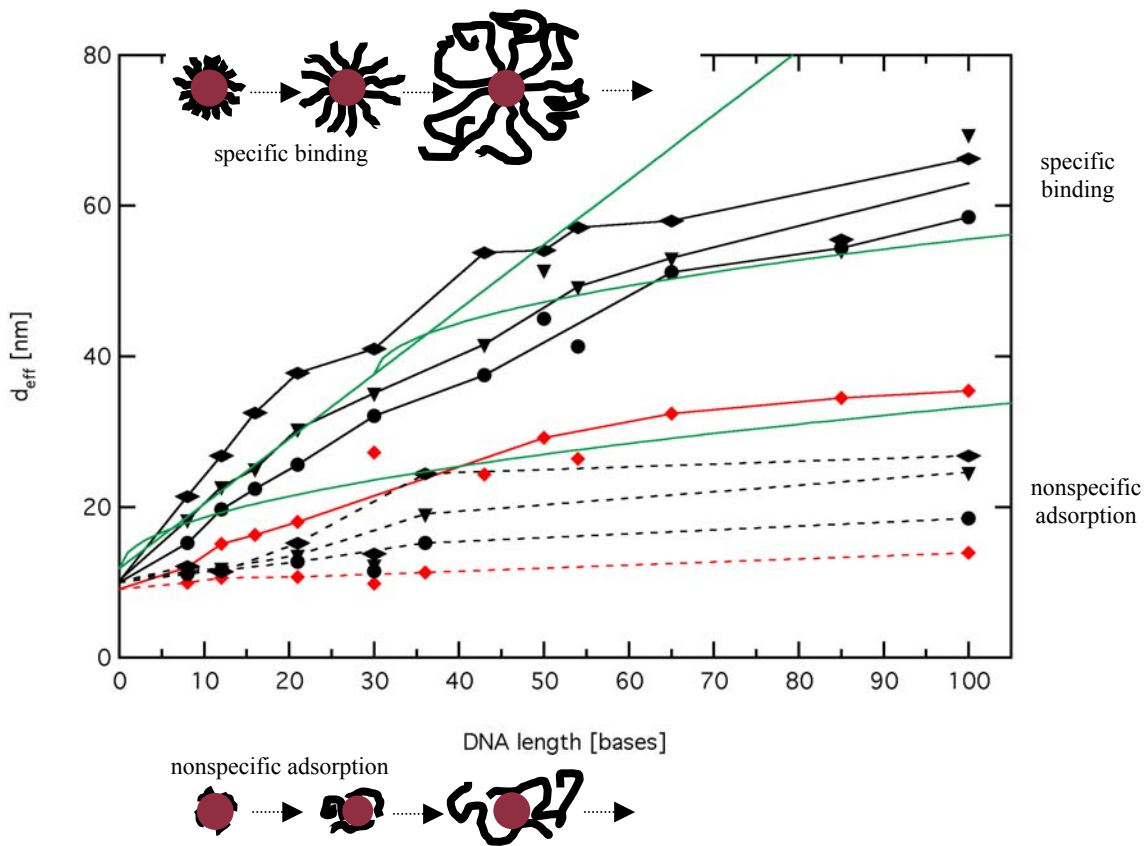 specific binding
80
60
40
20
0
d_eff [nm]
0 10 20 30 40 50 60 70 80 90 100
DNA length [bases]
specific
binding
nonspecific
adsorption
nonspecific adsorption